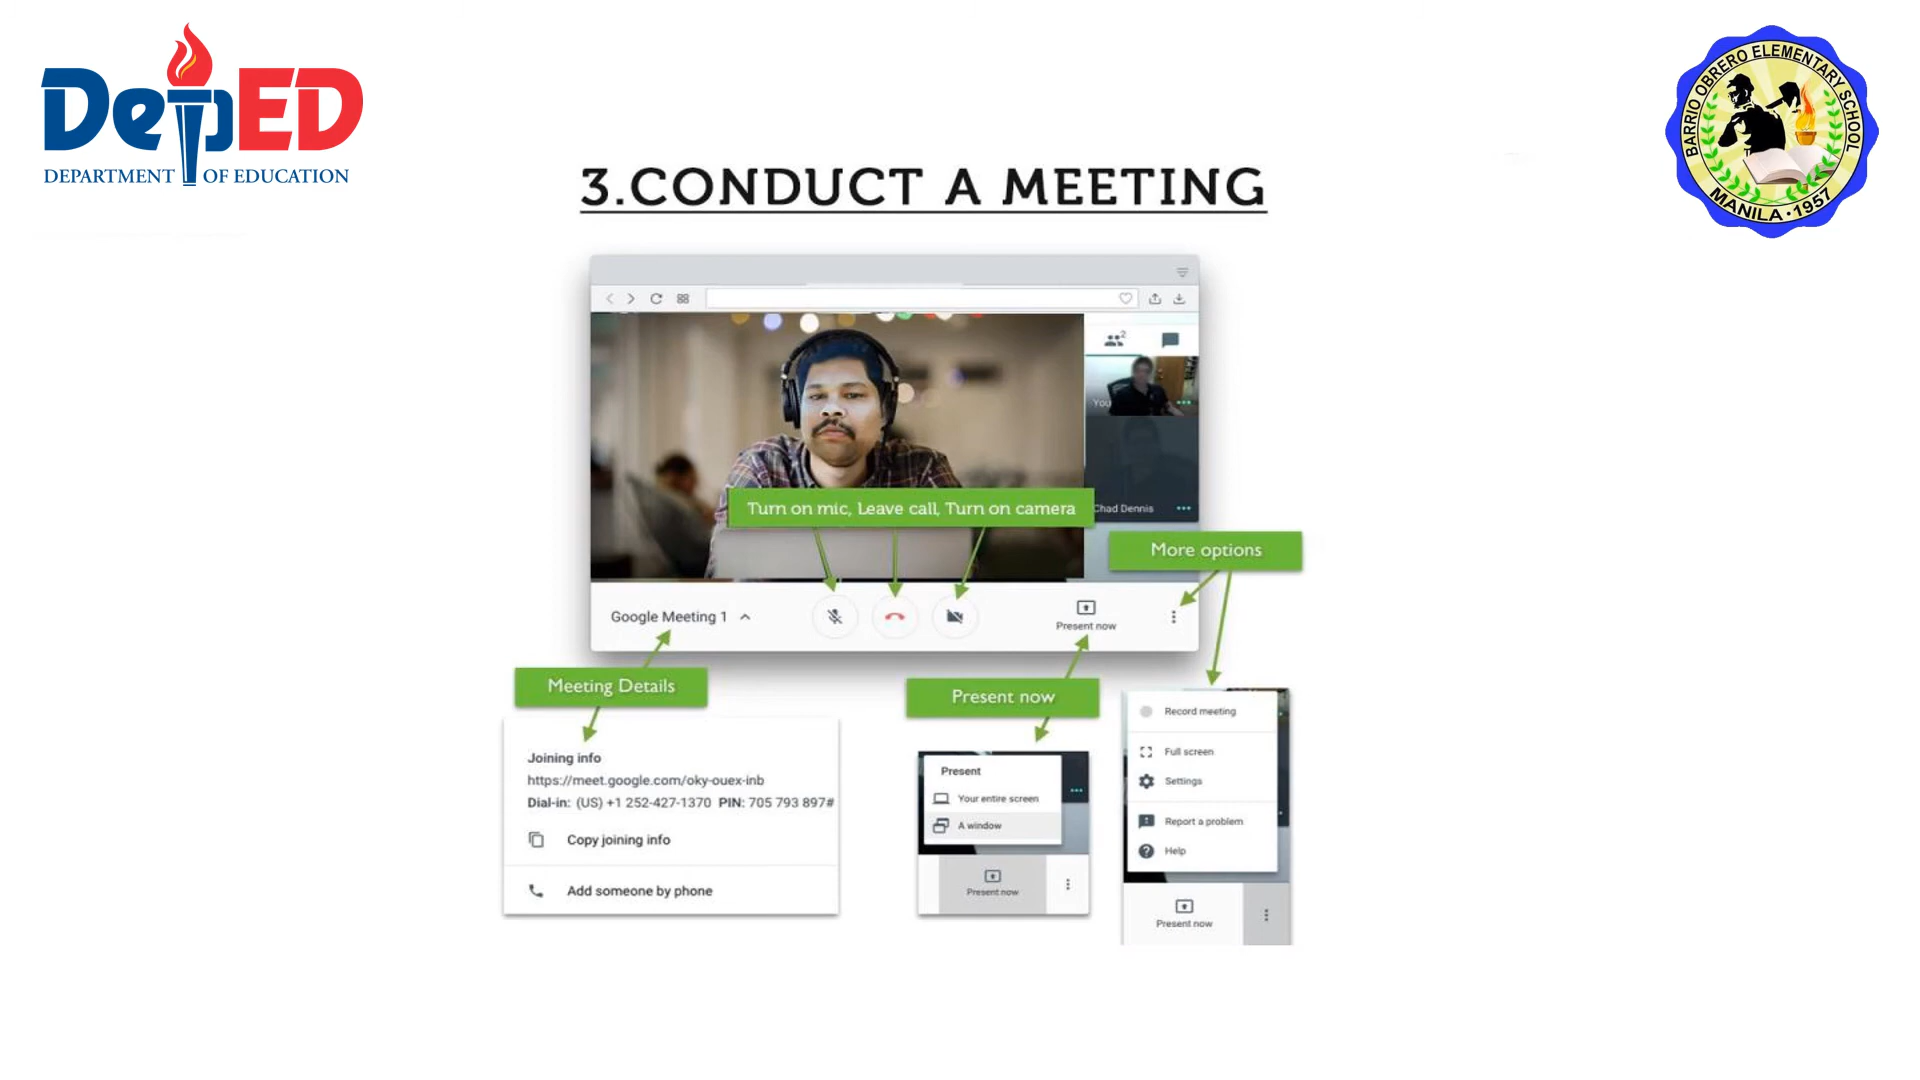 DepED
DEPARTMENT OF EDUCATION
BARRIO OBRERO ELEMENTARY SCHOOL
MANILA • 1957
3.CONDUCT A MEETING
2
You
Turn on mic, Leave call, Turn on camera
Chad Dennis
More options
Google Meeting 1
Present now
Meeting Details
Present now
Joining info
https://meet.google.com/oky-ouex-inb
Dial-in: (US) +1 252-427-1370 PIN: 705 793 897#
Copy joining info
Add someone by phone
Present
Your entire screen
A window
Present now
Record meeting
Full screen
Settings
Report a problem
Help
Present now